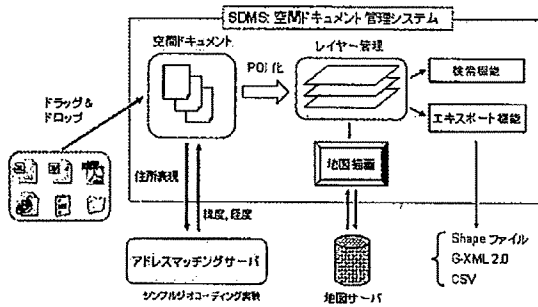 SDMS: 空間ドキュメント管理システム
空間ドキュメント
レイヤー管理
POI化
検索機能
エキスポート機能
ドラッグ&
ドロップ
地図描画
住所表現
緯度, 経度
アドレスマッチングサーバ
シンプルジオコーディング実験
地図サーバ
Shape ファイル
G-XML 2.0
CSV